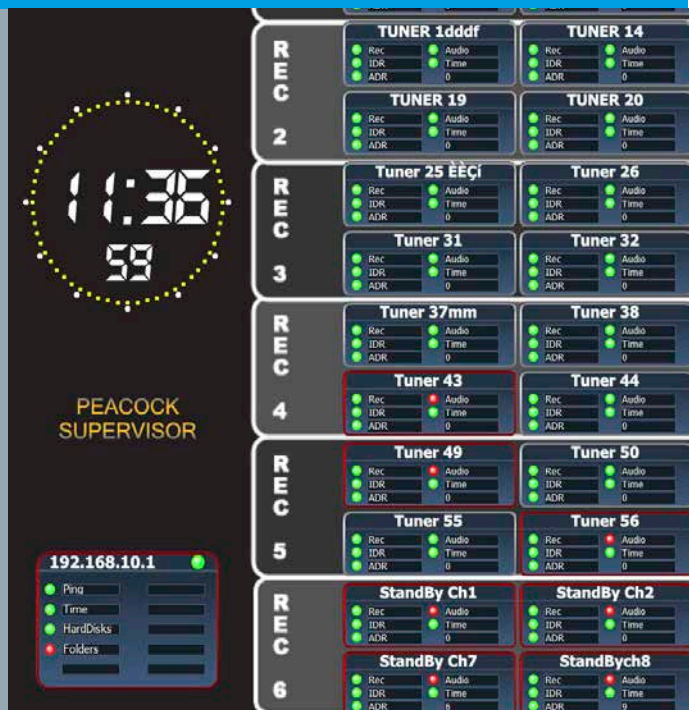 IDR
IDR
ADR
0
ADR
0
REC 2
TUNER 1dddf
Rec
Audio
IDR
Time
ADR
0
TUNER 14
Rec
Audio
IDR
Time
ADR
0
TUNER 19
Rec
Audio
IDR
Time
ADR
0
TUNER 20
Rec
Audio
IDR
Time
ADR
0
11:36
59
PEACOCK
SUPERVISOR
192.168.10.1
Ping
Time
HardDisks
Folders
REC 3
Tuner 25 ÈÈÇí
Rec
Audio
IDR
Time
ADR
0
Tuner 26
Rec
Audio
IDR
Time
ADR
0
Tuner 31
Rec
Audio
IDR
Time
ADR
0
Tuner 32
Rec
Audio
IDR
Time
ADR
0
REC 4
Tuner 37mm
Rec
Audio
IDR
Time
ADR
0
Tuner 38
Rec
Audio
IDR
Time
ADR
0
Tuner 43
Rec
Audio
IDR
Time
ADR
0
Tuner 44
Rec
Audio
IDR
Time
ADR
0
REC 5
Tuner 49
Rec
Audio
IDR
Time
ADR
0
Tuner 50
Rec
Audio
IDR
Time
ADR
0
Tuner 55
Rec
Audio
IDR
Time
ADR
0
Tuner 56
Rec
Audio
IDR
Time
ADR
0
REC 6
StandBy Ch1
Rec
Audio
IDR
Time
ADR
0
StandBy Ch2
Rec
Audio
IDR
Time
ADR
0
StandBy Ch7
Rec
Audio
IDR
Time
ADR
6
StandBych8
Rec
Audio
IDR
Time
ADR
9